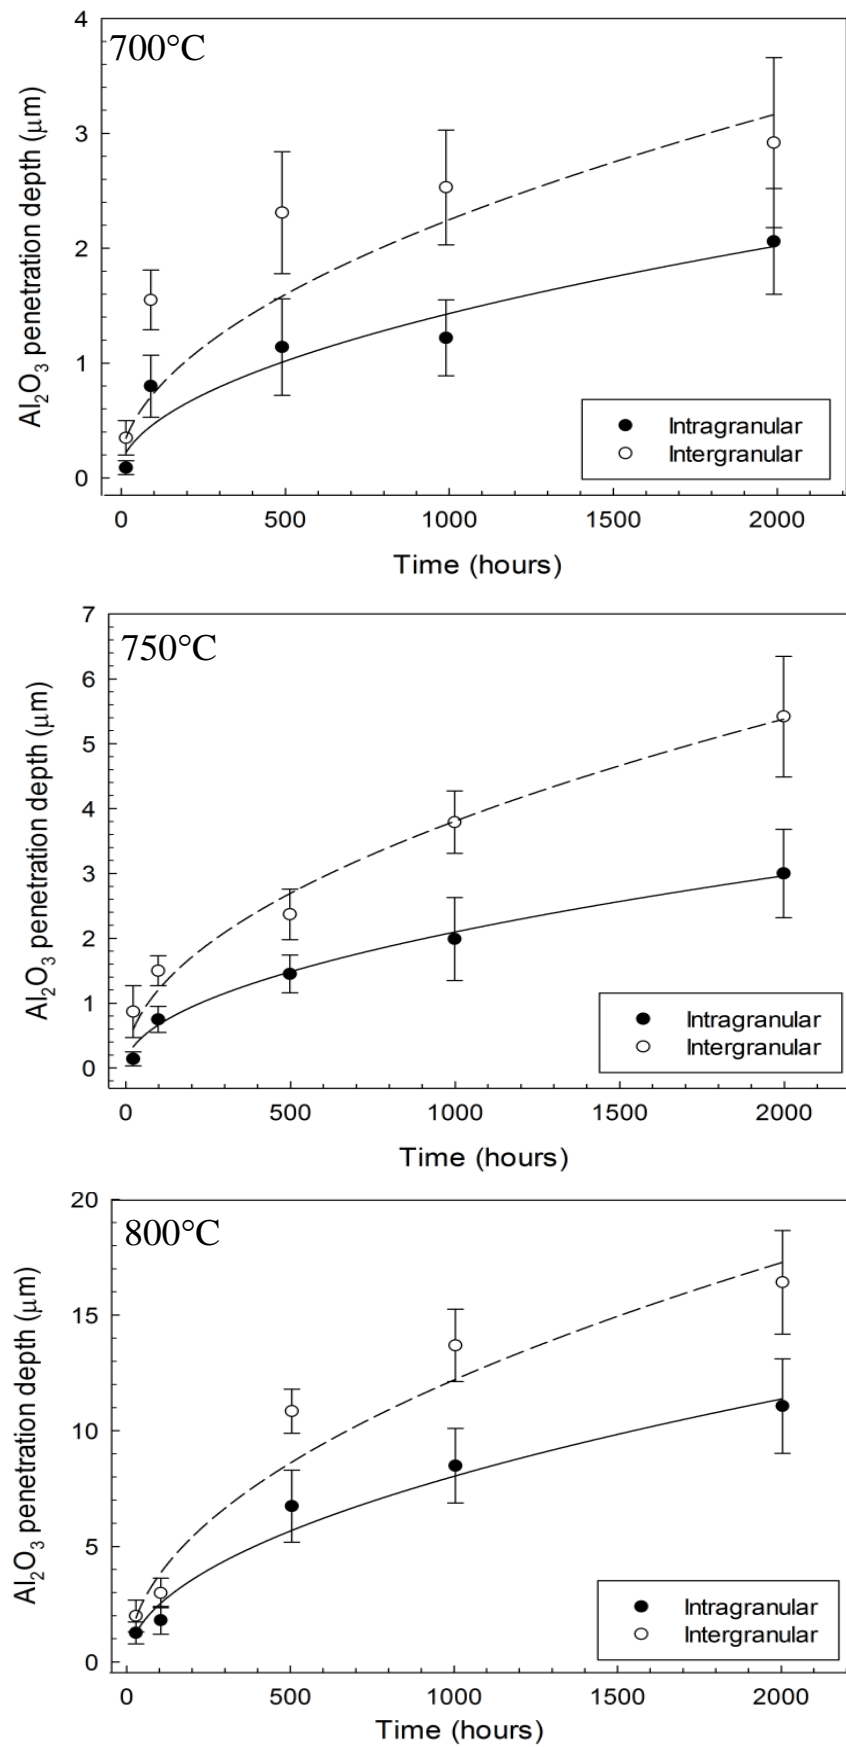 700°C
4
3
2
1
0
Al₂O₃ penetration depth (μm)
Intragranular
Intergranular
0 500 1000 1500 2000
Time (hours)
750°C
7
6
5
4
3
2
1
0
Al₂O₃ penetration depth (μm)
Intragranular
Intergranular
0 500 1000 1500 2000
Time (hours)
800°C
20
15
10
5
0
Al₂O₃ penetration depth (μm)
Intragranular
Intergranular
0 500 1000 1500 2000
Time (hours)